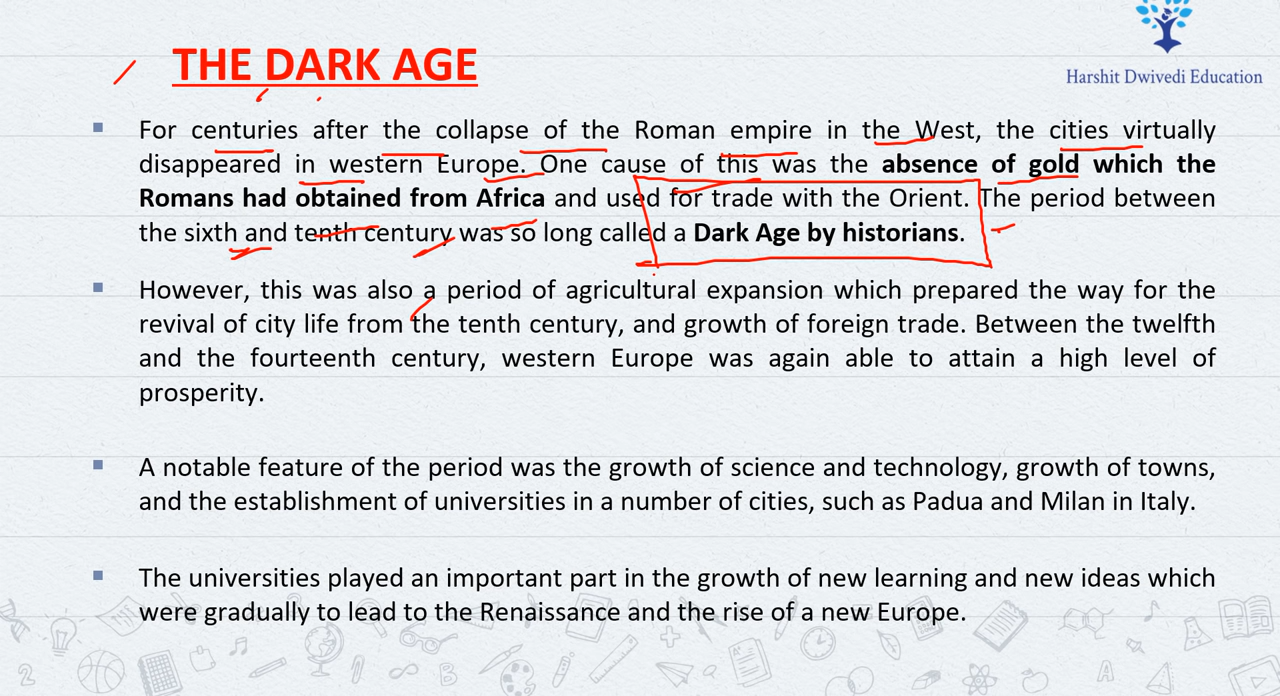 Harshit Dwivedi Education
THE DARK AGE
For centuries after the collapse of the Roman empire in the West, the cities virtually
disappeared in western Europe. One cause of this was the absence of gold which the
Romans had obtained from Africa and used for trade with the Orient. The period between
the sixth and tenth century was so long called a Dark Age by historians.
However, this was also a period of agricultural expansion which prepared the way for the
revival of city life from the tenth century, and growth of foreign trade. Between the twelfth
and the fourteenth century, western Europe was again able to attain a high level of
prosperity.
A notable feature of the period was the growth of science and technology, growth of towns,
and the establishment of universities in a number of cities, such as Padua and Milan in Italy.
The universities played an important part in the growth of new learning and new ideas which
were gradually to lead to the Renaissance and the rise of a new Europe.